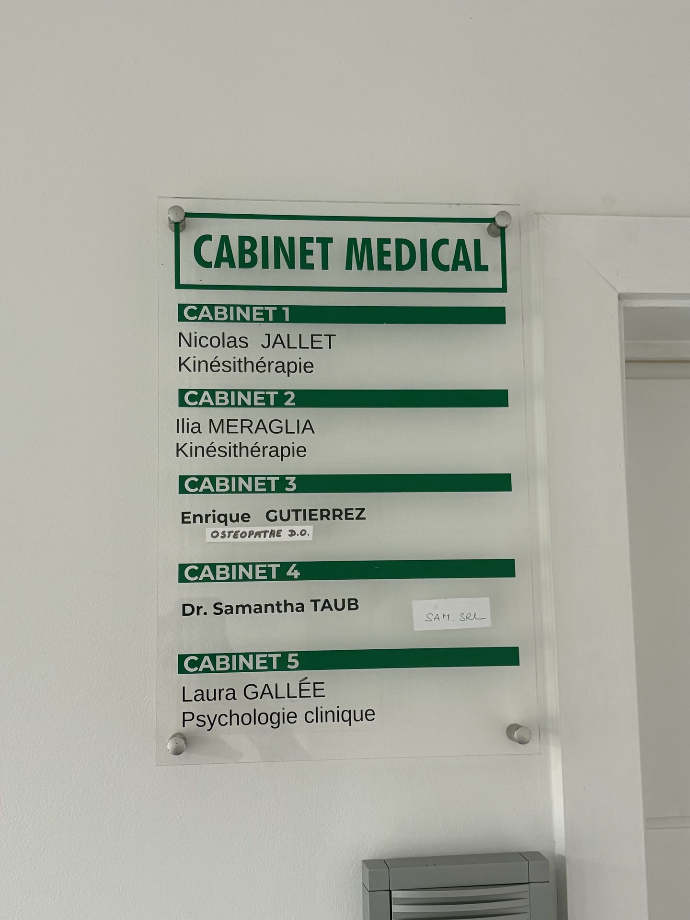 CABINET MEDICAL
CABINET 1
Nicolas JALLET
Kinésithérapie
CABINET 2
Ilia MERAGLIA
Kinésithérapie
CABINET 3
Enrique GUTIERREZ
OSTEOPATHE D.O.
CABINET 4
Dr. Samantha TAUB
SAM. SRL
CABINET 5
Laura GALLÉE
Psychologie clinique